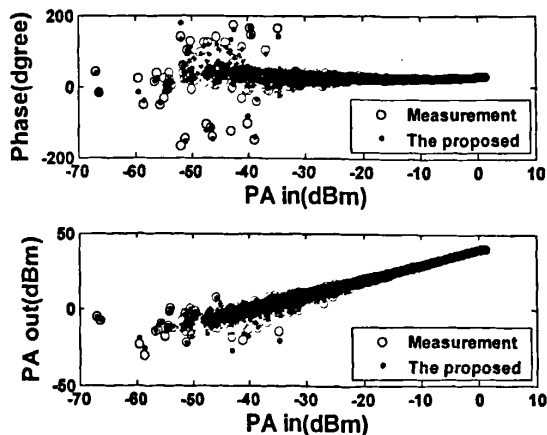 200
0
-200
Phase(dgree)
Measurement
The proposed
-70 -60 -50 -40 -30 -20 -10 0 10
PA in(dBm)
50
0
-50
PA out(dBm)
Measurement
The proposed
-70 -60 -50 -40 -30 -20 -10 0 10
PA in(dBm)